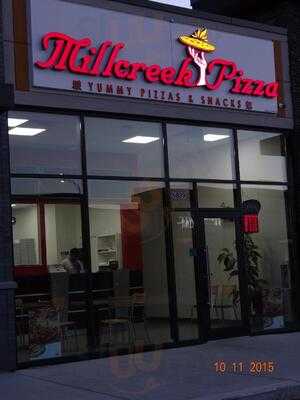 Millcreek Pizza
YUMMY PIZZAS & SNACKS
10 11 2015